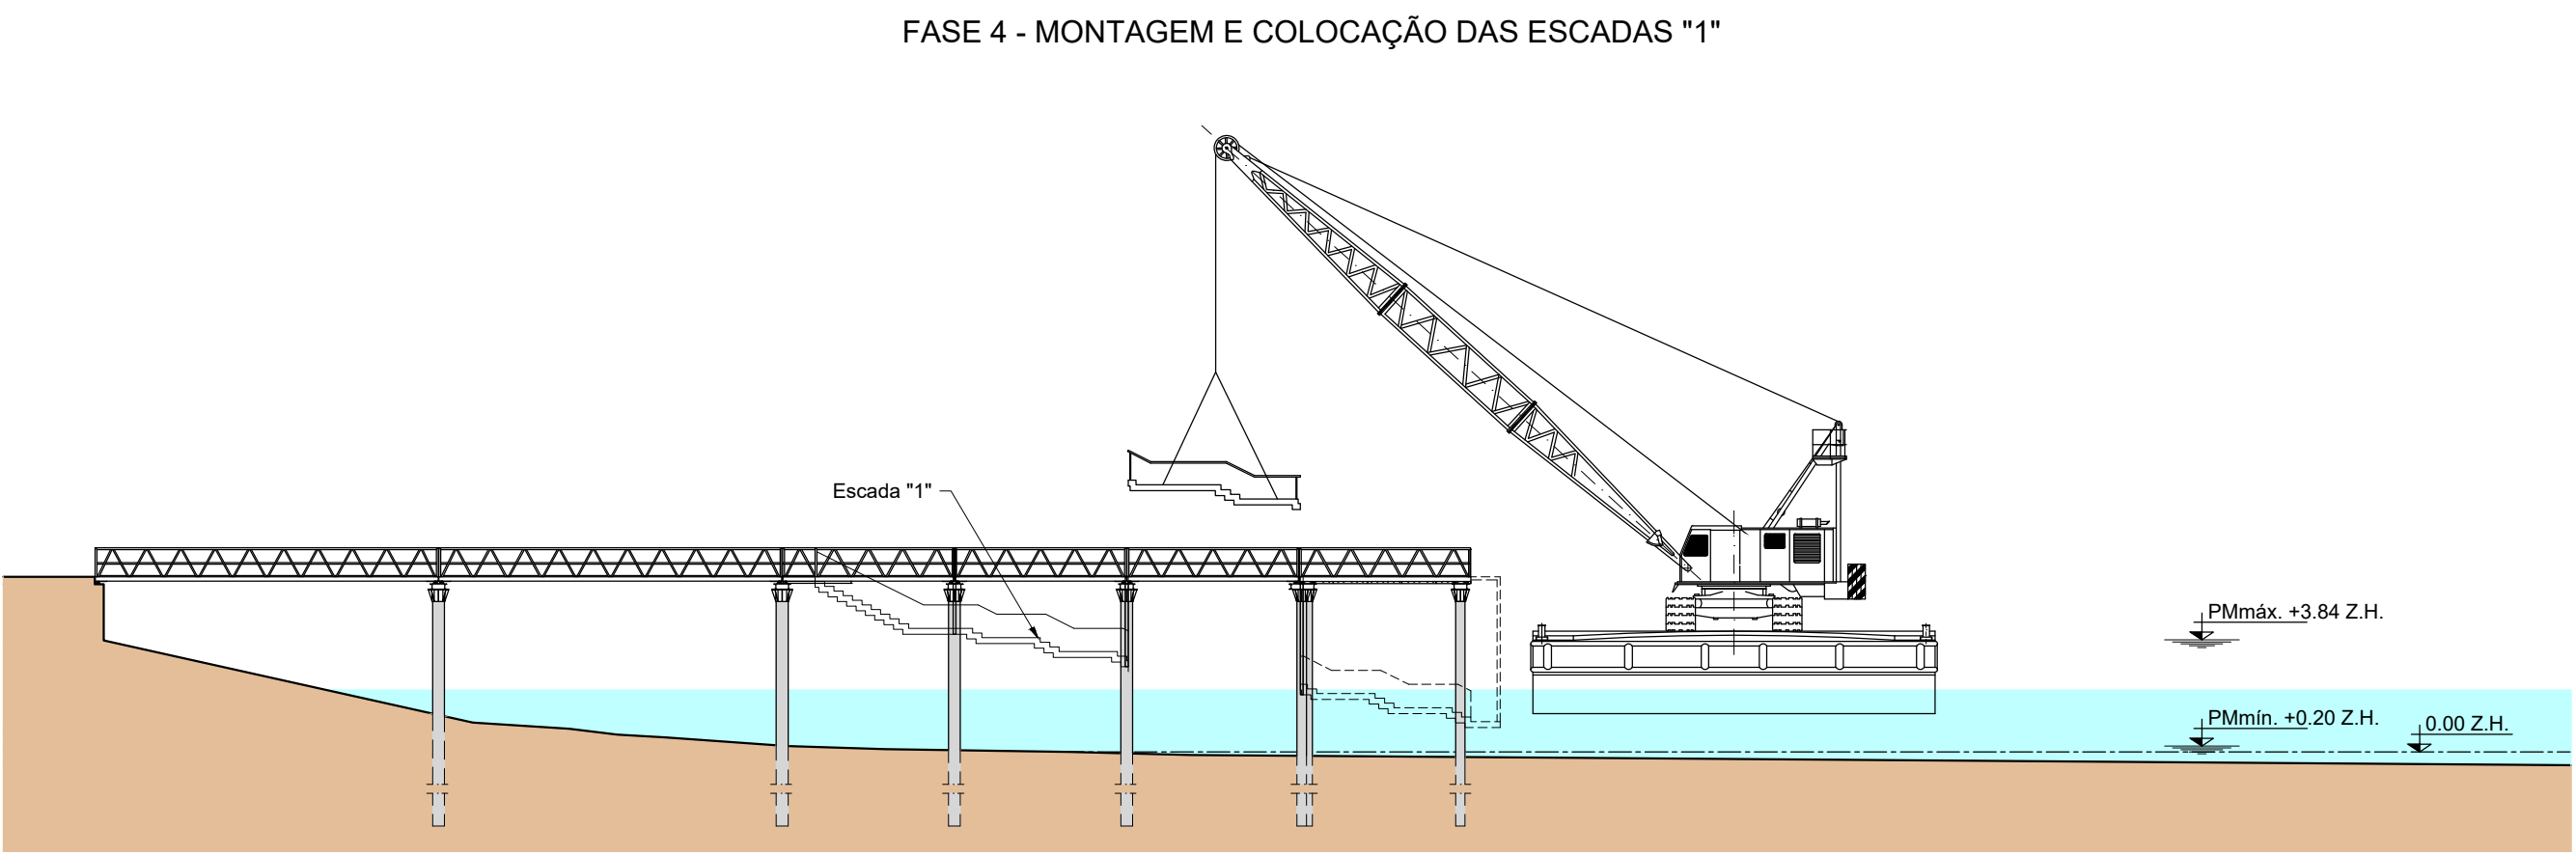 FASE 4 - MONTAGEM E COLOCAÇÃO DAS ESCADAS "1"
Escada "1"
PMmáx. +3.84 Z.H.
PMmín. +0.20 Z.H.
0.00 Z.H.